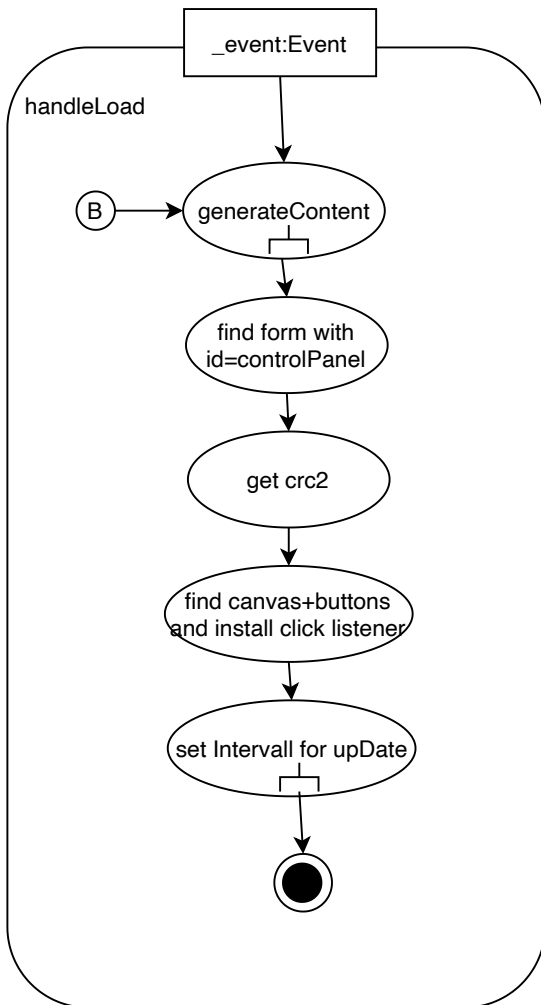 _event:Event
handleLoad
B
generateContent
find form with
id=controlPanel
get crc2
find canvas+buttons
and install click listener
set Intervall for upDate